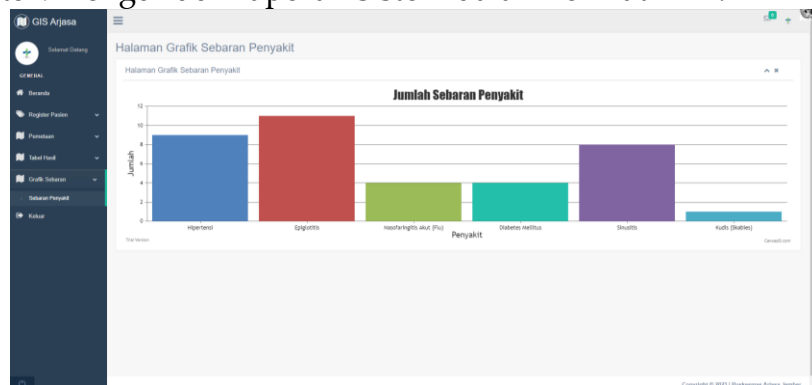 GIS Arjasa
Selamat Datang
GENERAL
Beranda
Register Pasien
Pemetaan
Tabel Hasil
Grafik Sebaran
Sebaran Penyakit
Keluar
Halaman Grafik Sebaran Penyakit
Halaman Grafik Sebaran Penyakit
Jumlah Sebaran Penyakit
12
10
8
6
4
2
0
Jumlah
Hipertensi
Epiglotitis
Nasofaringitis Akut (Flu)
Diabetes Mellitus
Sinusitis
Kudis (Skabies)
Penyakit
Trial Version
CanvasJS.com